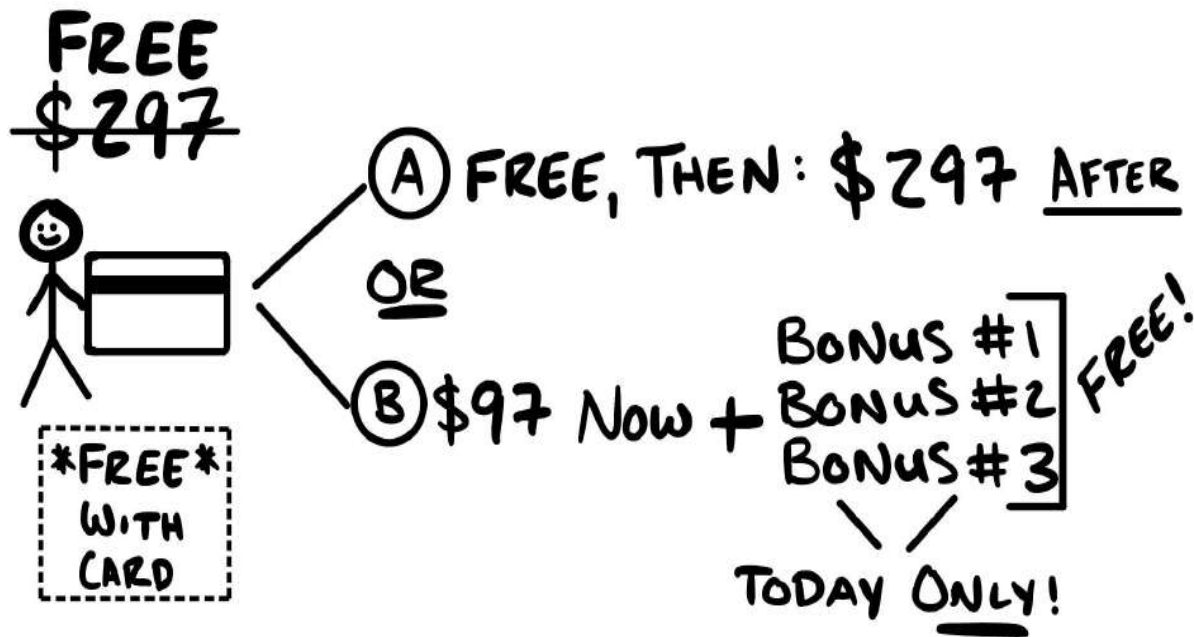 FREE
$297
A FREE, THEN: $297 AFTER
OR
B $97 NOW + BONUS #1
BONUS #2
BONUS #3
FREE!
TODAY ONLY!
*FREE*
WITH
CARD